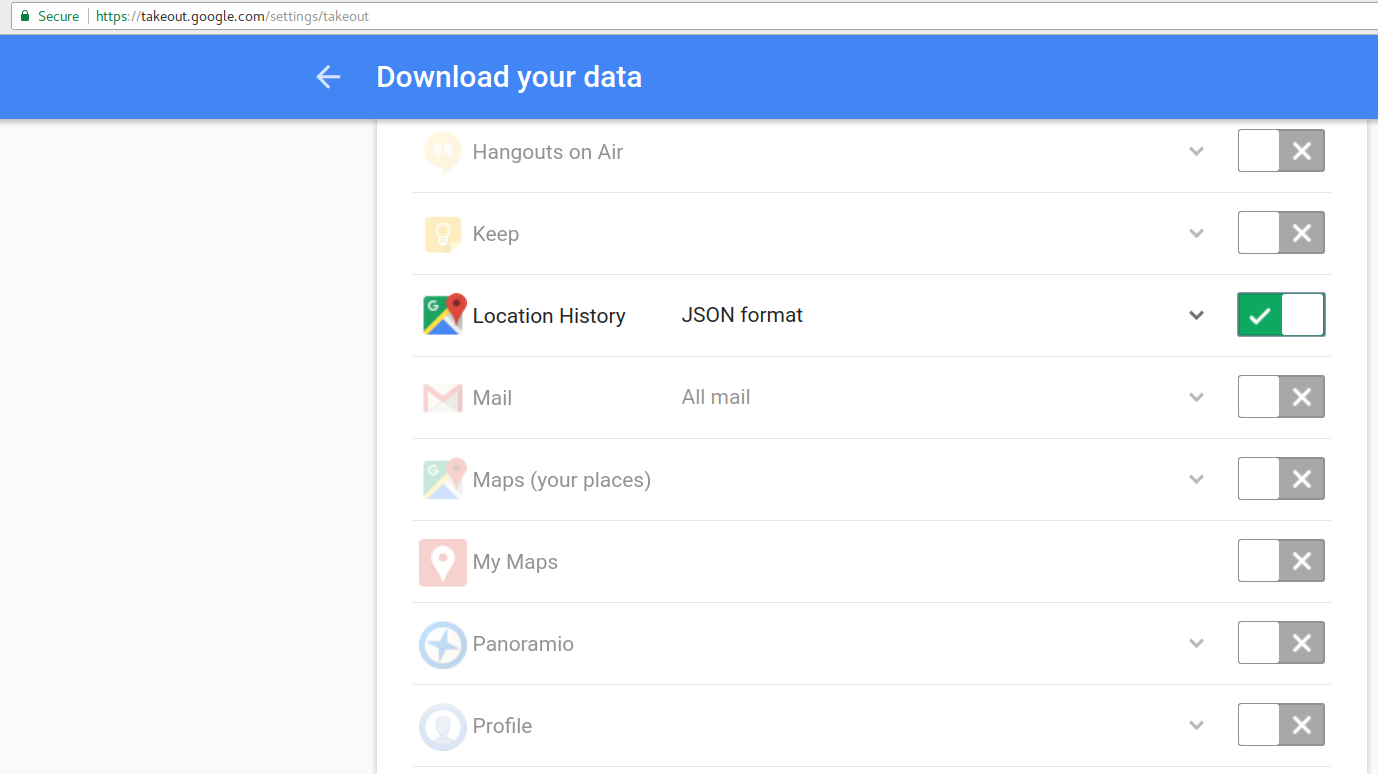 Secure https://takeout.google.com/settings/takeout
Download your data
Hangouts on Air
Keep
G
Location History JSON format
Mail All mail
G
Maps (your places)
My Maps
Panoramio
Profile